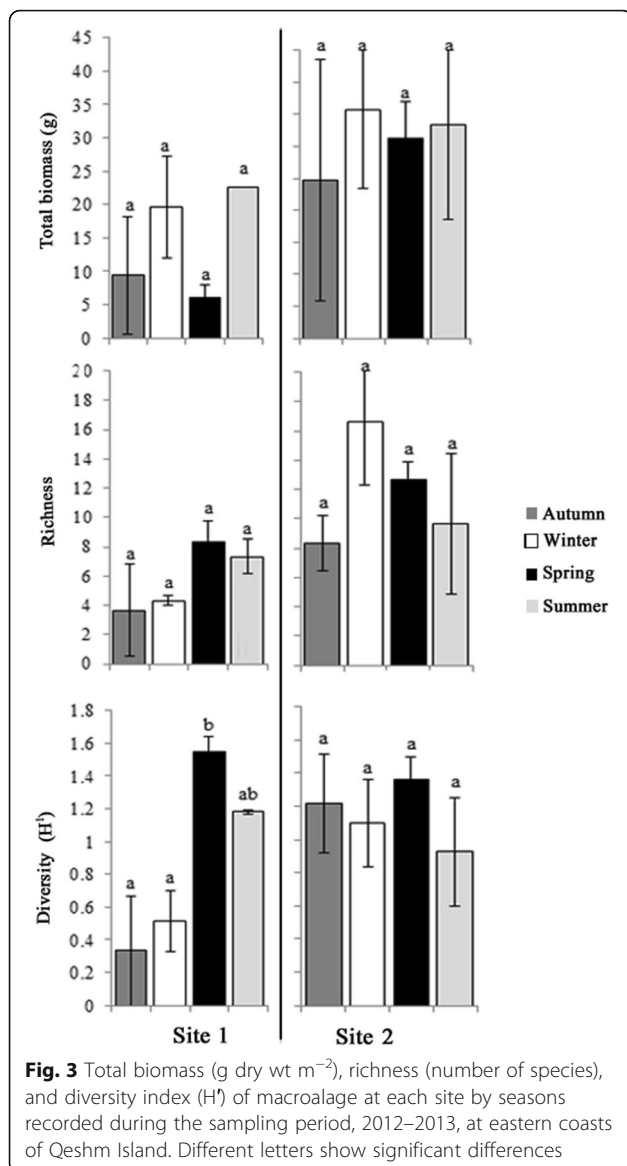 45
40
35
30
25
20
15
10
5
0
Total biomass (g)
a a a a
a a a a
20
18
16
14
12
10
8
6
4
2
0
Richness
a a a a
a a a a
Autumn
Winter
Spring
Summer
1.8
1.6
1.4
1.2
1
0.8
0.6
0.4
0.2
0
Diversity (H¹)
a a b ab
a a a a
Site 1 Site 2
Fig. 3 Total biomass (g dry wt m⁻²), richness (number of species),
and diversity index (H′) of macroalage at each site by seasons
recorded during the sampling period, 2012–2013, at eastern coasts
of Qeshm Island. Different letters show significant differences